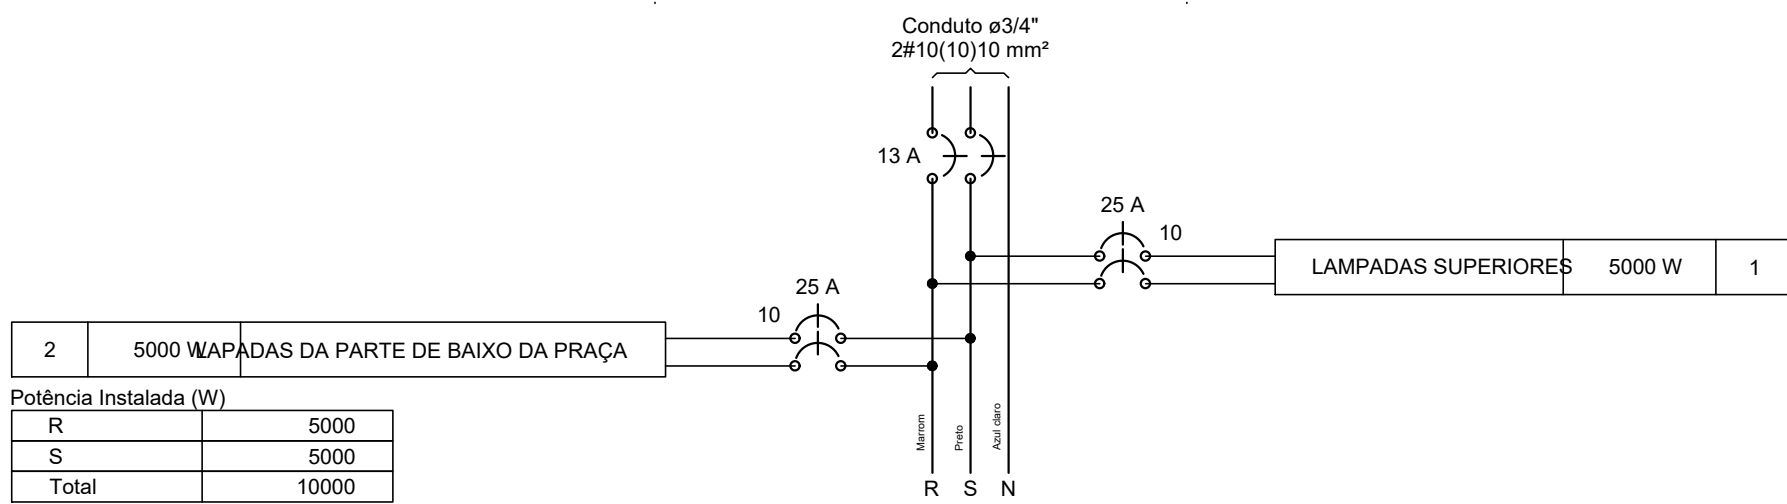 Conduto ø3/4"
2#10(10)10 mm²
13 A
25 A
10
LAMPADAS SUPERIORES 5000 W 1
25 A
10
2 5000 W LAPADAS DA PARTE DE BAIXO DA PRAÇA
Potência Instalada (W)
R 5000
S 5000
Total 10000
Marrom
Preto
Azul claro
R S N